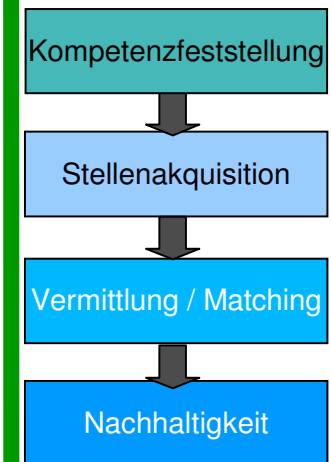 Kompetenzfeststellung
Stellenakquisition
Vermittlung / Matching
Nachhaltigkeit